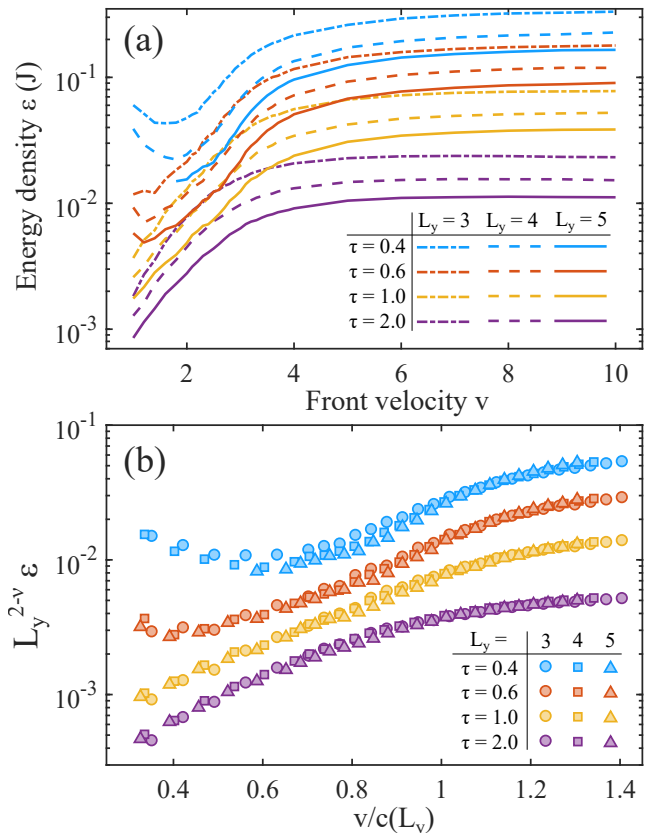 (a)
Energy density ε (J)
10⁻¹
10⁻²
10⁻³
L_y = 3 L_y = 4 L_y = 5
τ = 0.4
τ = 0.6
τ = 1.0
τ = 2.0
2 4 6 8 10
Front velocity v
(b)
L_y^{2-ν} ε
10⁻¹
10⁻²
10⁻³
L_y = 3 4 5
τ = 0.4
τ = 0.6
τ = 1.0
τ = 2.0
0.4 0.6 0.8 1 1.2 1.4
v/c(L_y)